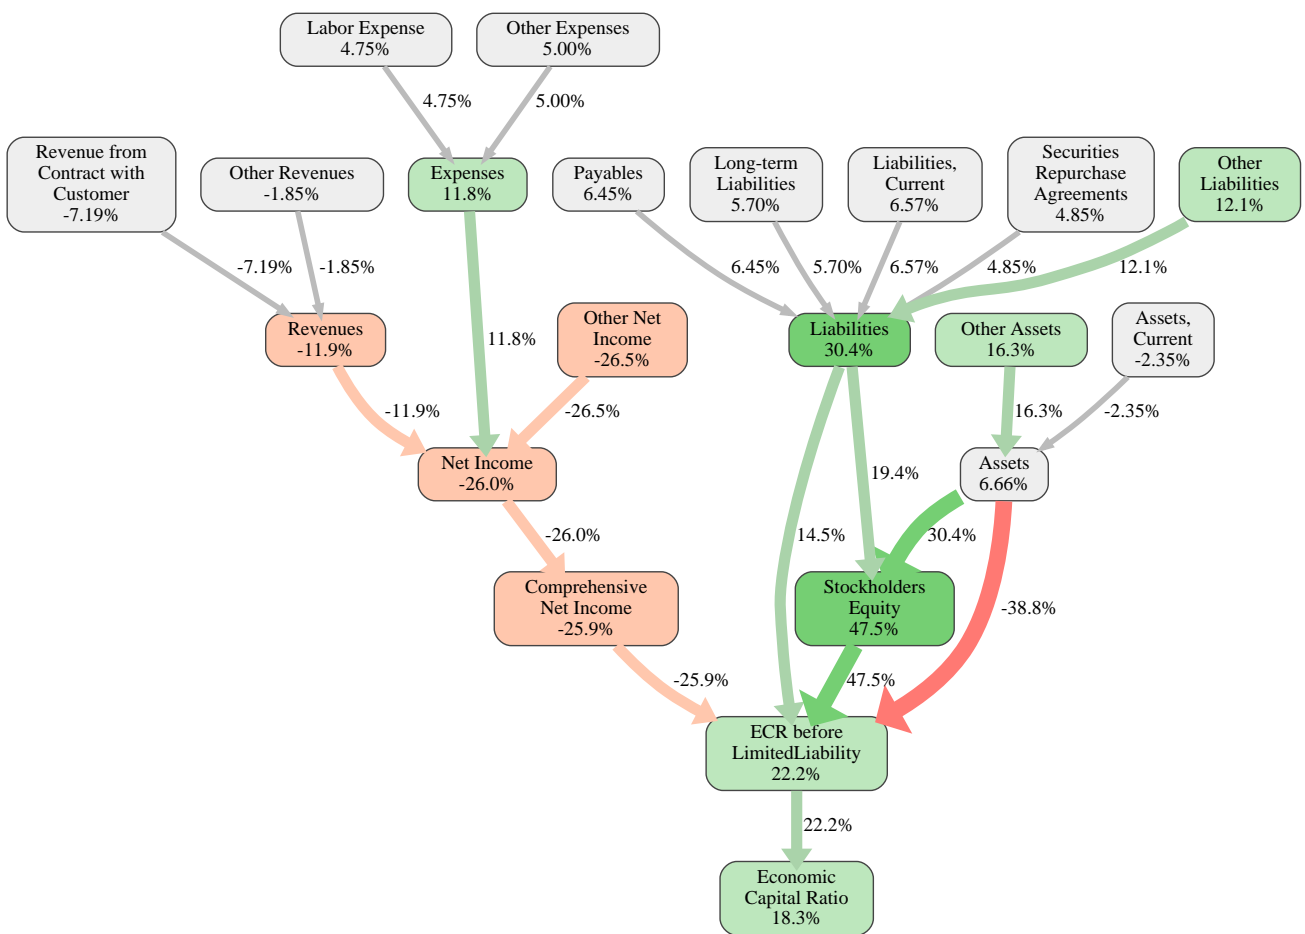 Labor Expense
4.75%
Other Expenses
5.00%
4.75%
5.00%
Revenue from
Contract with
Customer
-7.19%
Other Revenues
-1.85%
Expenses
11.8%
Payables
6.45%
Long-term
Liabilities
5.70%
Liabilities,
Current
6.57%
Securities
Repurchase
Agreements
4.85%
Other
Liabilities
12.1%
-7.19%
-1.85%
6.45%
5.70%
6.57%
4.85%
12.1%
Revenues
-11.9%
11.8%
Other Net
Income
-26.5%
Liabilities
30.4%
Other Assets
16.3%
Assets,
Current
-2.35%
-11.9%
-26.5%
16.3%
-2.35%
Net Income
-26.0%
19.4%
Assets
6.66%
-26.0%
14.5%
30.4%
Comprehensive
Net Income
-25.9%
Stockholders
Equity
47.5%
-38.8%
-25.9%
47.5%
ECR before
LimitedLiability
22.2%
22.2%
Economic
Capital Ratio
18.3%